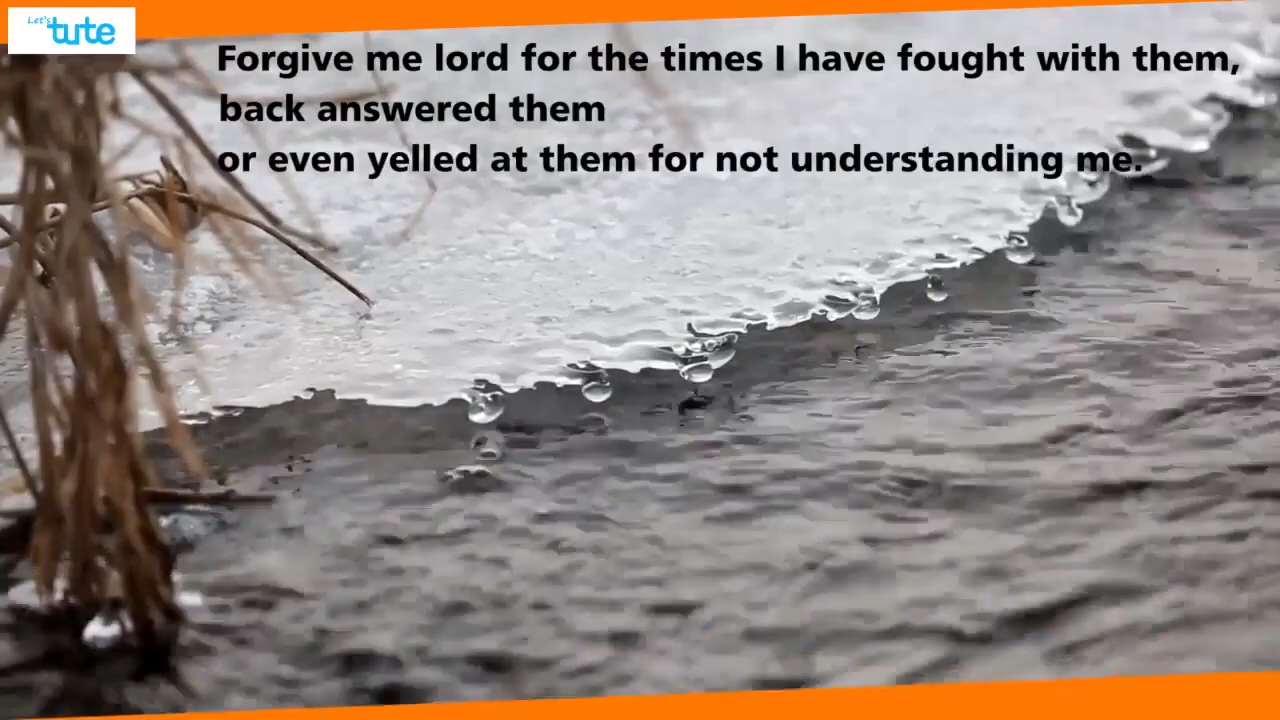 Let's
tute
Forgive me lord for the times I have fought with them,
back answered them
or even yelled at them for not understanding me.